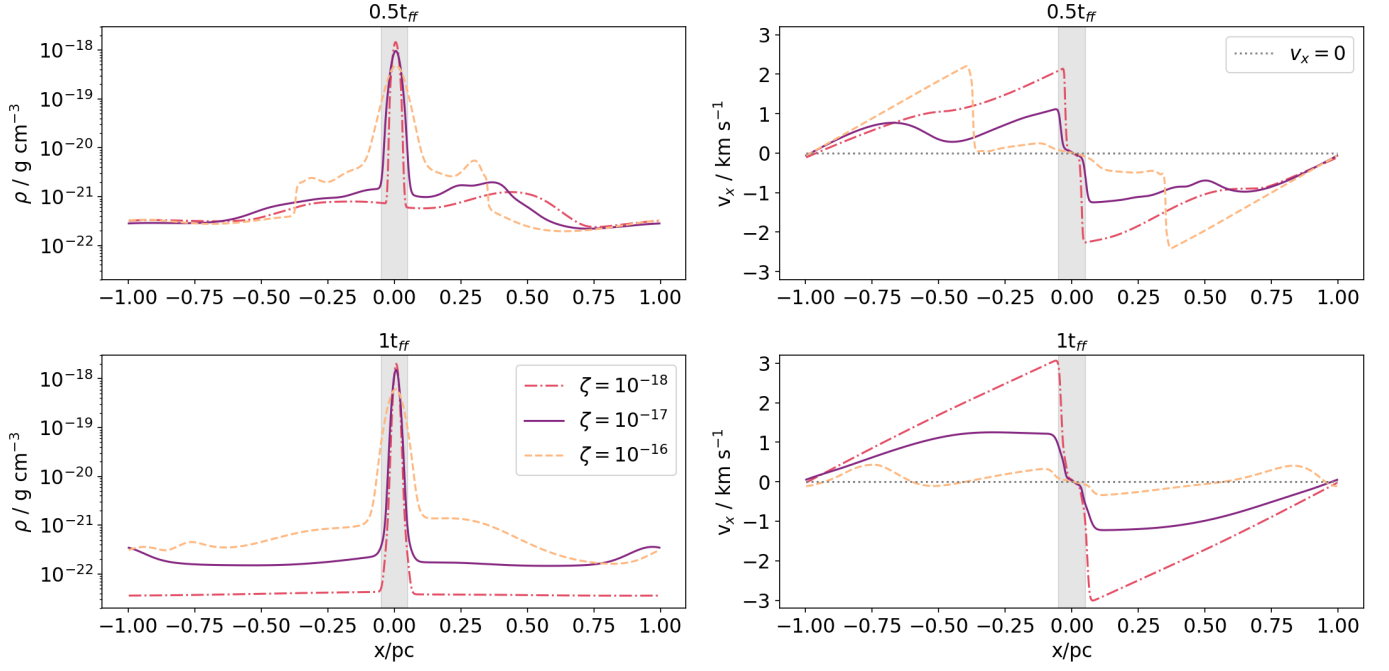 0.5t_ff
10⁻¹⁸
10⁻¹⁹
10⁻²⁰
10⁻²¹
10⁻²²
ρ / g cm⁻³
−1.00 −0.75 −0.50 −0.25 0.00 0.25 0.50 0.75 1.00
0.5t_ff
3
2
1
0
−1
−2
−3
v_x / km s⁻¹
v_x = 0
−1.00 −0.75 −0.50 −0.25 0.00 0.25 0.50 0.75 1.00
1t_ff
10⁻¹⁸
10⁻¹⁹
10⁻²⁰
10⁻²¹
10⁻²²
ρ / g cm⁻³
ζ = 10⁻¹⁸
ζ = 10⁻¹⁷
ζ = 10⁻¹⁶
−1.00 −0.75 −0.50 −0.25 0.00 0.25 0.50 0.75 1.00
x/pc
1t_ff
3
2
1
0
−1
−2
−3
v_x / km s⁻¹
−1.00 −0.75 −0.50 −0.25 0.00 0.25 0.50 0.75 1.00
x/pc